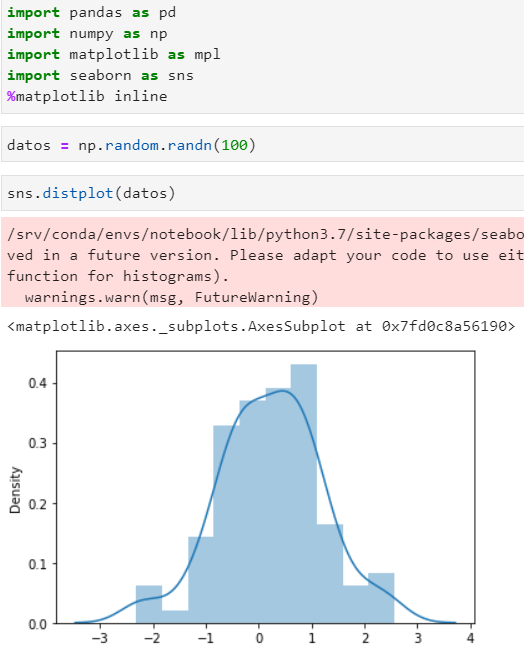 import pandas as pd
import numpy as np
import matplotlib as mpl
import seaborn as sns
%matplotlib inline
datos = np.random.randn(100)
sns.distplot(datos)
/srv/conda/envs/notebook/lib/python3.7/site-packages/seabo
ved in a future version. Please adapt your code to use eit
function for histograms).
  warnings.warn(msg, FutureWarning)
<matplotlib.axes._subplots.AxesSubplot at 0x7fd0c8a56190>
0.4
0.3
Density
0.2
0.1
0.0
−3 −2 −1 0 1 2 3 4